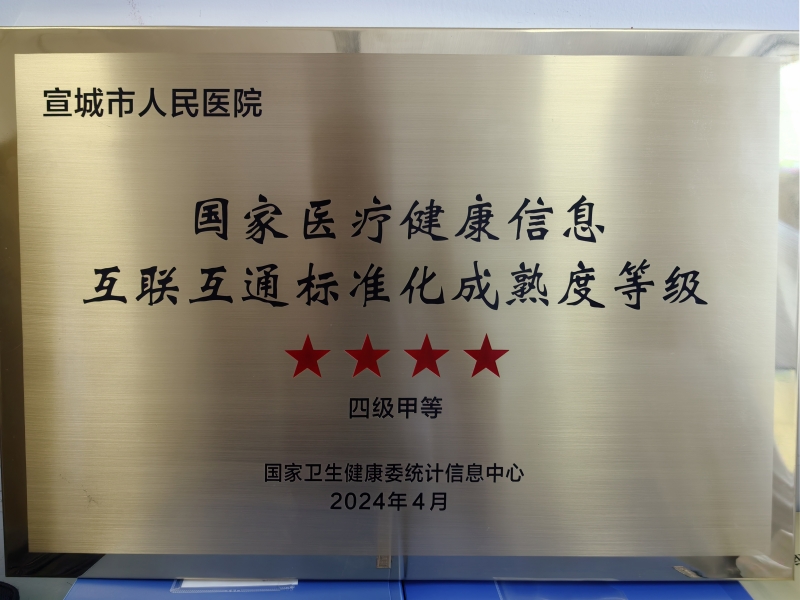 宣城市人民医院
国家医疗健康信息
互联互通标准化成熟度等级
四级甲等
国家卫生健康委统计信息中心
2024年4月